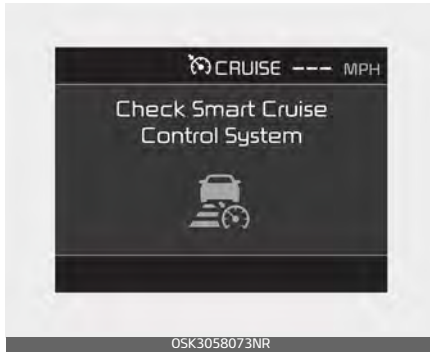 CRUISE --- MPH
Check Smart Cruise
Control System
OSK3058073NR